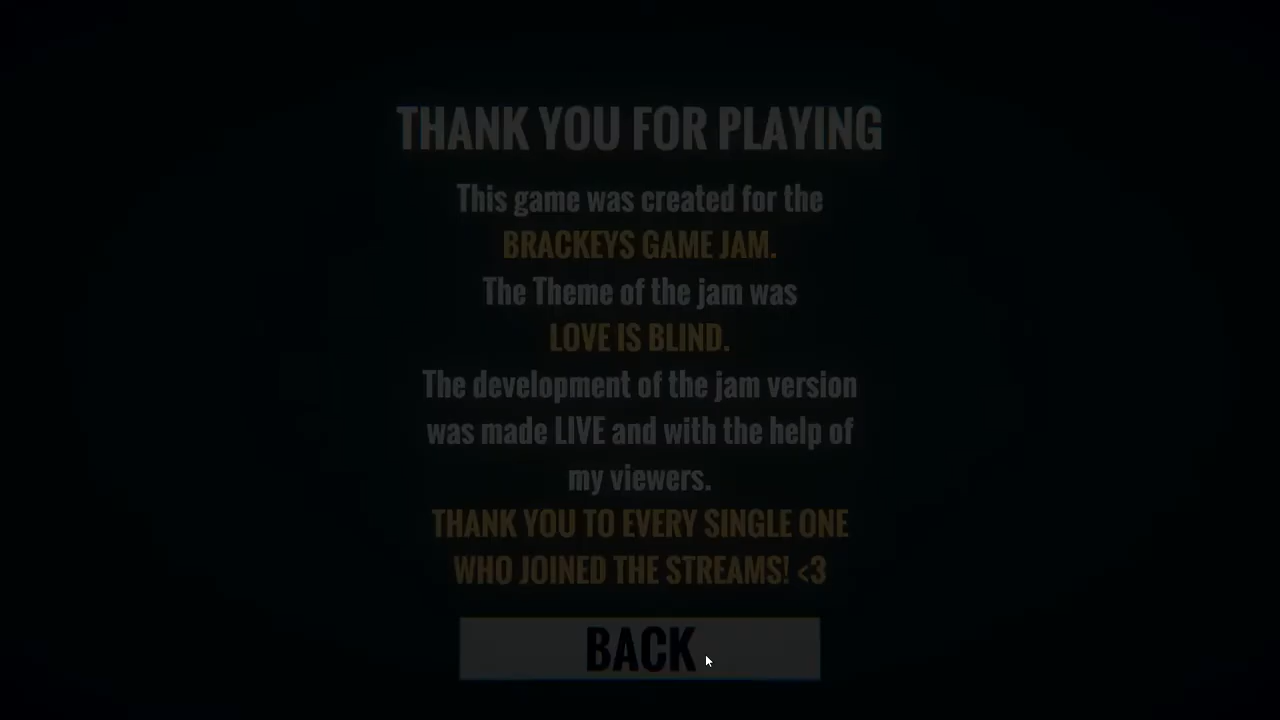 THANK YOU FOR PLAYING
This game was created for the
BRACKEYS GAME JAM.
The Theme of the jam was
LOVE IS BLIND.
The development of the jam version
was made LIVE and with the help of
my viewers.
THANK YOU TO EVERY SINGLE ONE
WHO JOINED THE STREAMS! <3
BACK